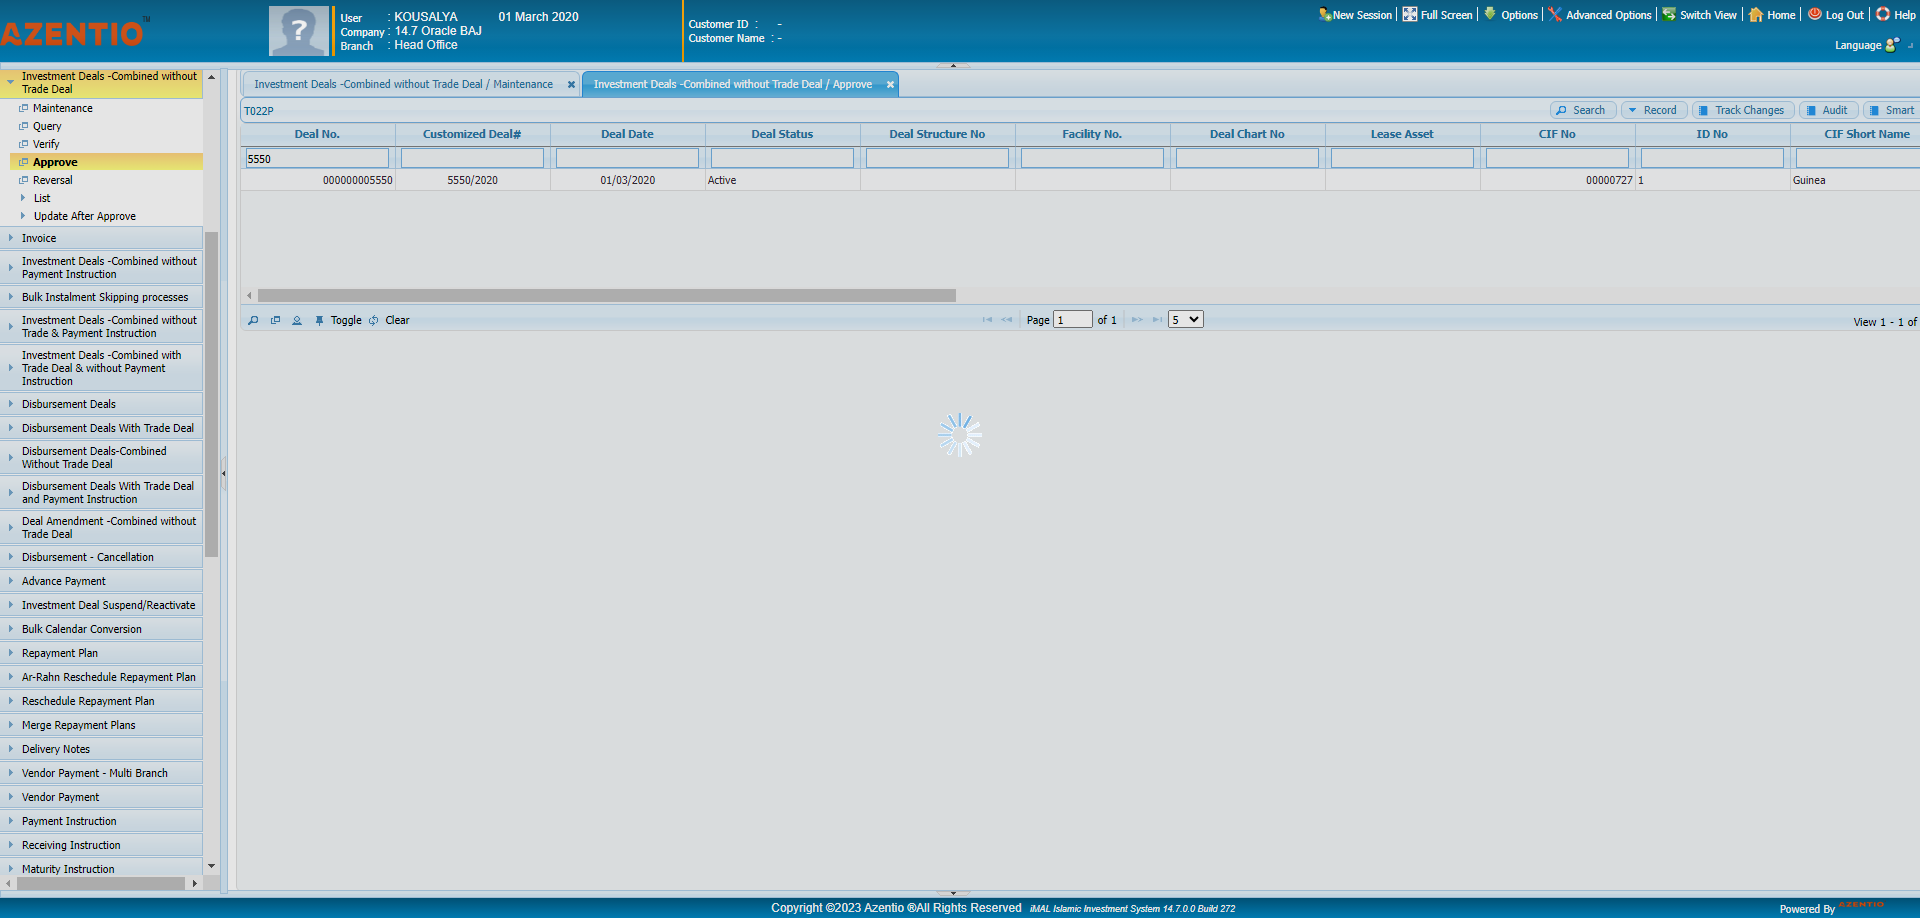 AZENTIO™
User : KOUSALYA 01 March 2020
Company : 14.7 Oracle BAJ
Branch : Head Office
Customer ID : -
Customer Name : -
New Session Full Screen Options Advanced Options Switch View Home Log Out Help
Language
Investment Deals -Combined without
Trade Deal
Maintenance
Query
Verify
Approve
Reversal
List
Update After Approve
Invoice
Investment Deals -Combined without
Payment Instruction
Bulk Instalment Skipping processes
Investment Deals -Combined without
Trade & Payment Instruction
Investment Deals -Combined with
Trade Deal & without Payment
Instruction
Disbursement Deals
Disbursement Deals With Trade Deal
Disbursement Deals-Combined
Without Trade Deal
Disbursement Deals With Trade Deal
and Payment Instruction
Deal Amendment -Combined without
Trade Deal
Disbursement - Cancellation
Advance Payment
Investment Deal Suspend/Reactivate
Bulk Calendar Conversion
Repayment Plan
Ar-Rahn Reschedule Repayment Plan
Reschedule Repayment Plan
Merge Repayment Plans
Delivery Notes
Vendor Payment - Multi Branch
Vendor Payment
Payment Instruction
Receiving Instruction
Maturity Instruction
Investment Deals -Combined without Trade Deal / Maintenance
Investment Deals -Combined without Trade Deal / Approve
T022P
Search Record Track Changes Audit Smart
Deal No. Customized Deal# Deal Date Deal Status Deal Structure No Facility No. Deal Chart No Lease Asset CIF No ID No CIF Short Name
5550
000000005550 5550/2020 01/03/2020 Active 00000727 1 Guinea
Toggle Clear
Page 1 of 1 5
View 1 - 1 of
Copyright ©2023 Azentio ®All Rights Reserved iMAL Islamic Investment System 14.7.0.0 Build 272
Powered By AZENTIO